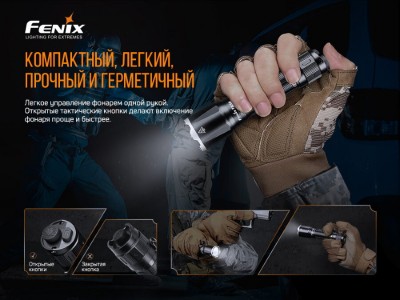 FENIX
LIGHTING FOR EXTREMES
КОМПАКТНЫЙ, ЛЕГКИЙ,
ПРОЧНЫЙ И ГЕРМЕТИЧНЫЙ
Легкое управление фонарем одной рукой.
Открытые тактические кнопки делают включение
фонаря проще и быстрее.
Открытые
кнопки
Закрытая
кнопка